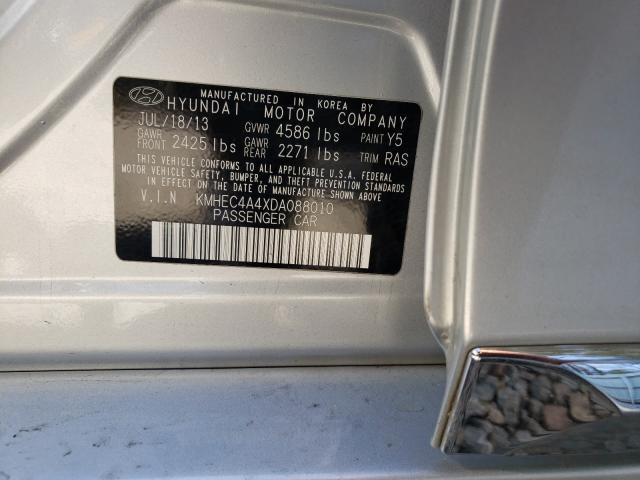 MANUFACTURED IN KOREA BY
HYUNDAI MOTOR COMPANY
JUL/18/13 GVWR 4586 lbs PAINT Y5
GAWR FRONT 2425 lbs GAWR REAR 2271 lbs TRIM RAS
THIS VEHICLE CONFORMS TO ALL APPLICABLE U.S.A. FEDERAL
MOTOR VEHICLE SAFETY, BUMPER, AND THEFT PREVENTION
STANDARDS IN EFFECT ON THE DATE OF MANUFACTURE SHOWN ABOVE.
V.I.N KMHEC4A4XDA088010
PASSENGER CAR